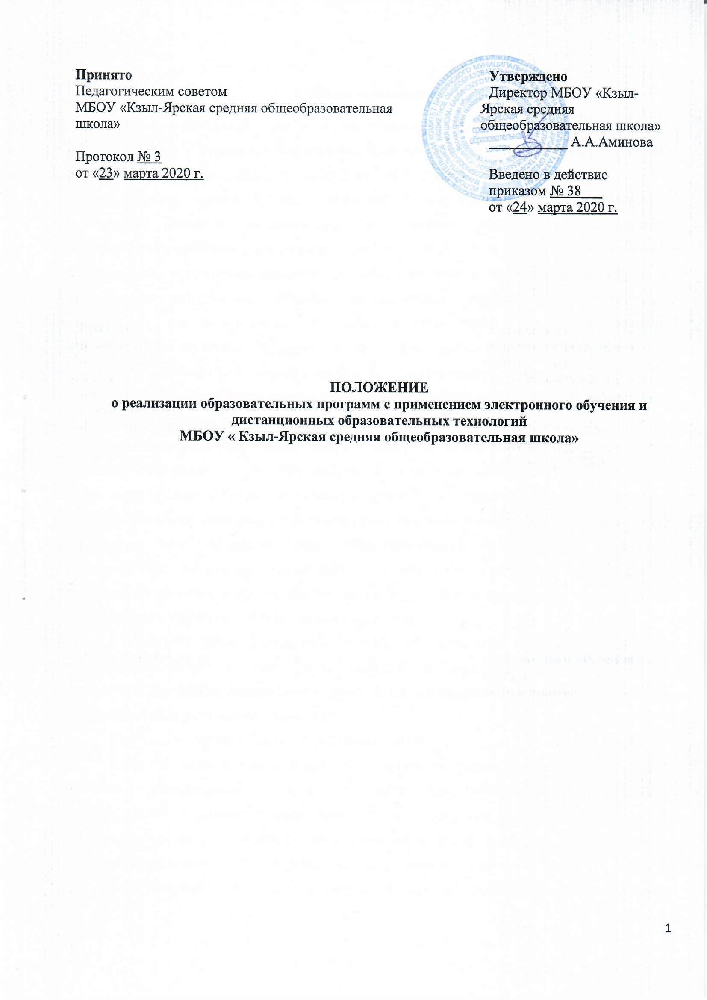 Принято
Педагогическим советом
МБОУ «Кзыл-Ярская средняя общеобразовательная
школа»
Протокол № 3
от «23» марта 2020 г.
Утверждено
Директор МБОУ «Кзыл-
Ярская средняя
общеобразовательная школа»
____________ А.А.Аминова
Введено в действие
приказом № 38___
от «24» марта 2020 г.
ПОЛОЖЕНИЕ
о реализации образовательных программ с применением электронного обучения и
дистанционных образовательных технологий
МБОУ « Кзыл-Ярская средняя общеобразовательная школа»
1